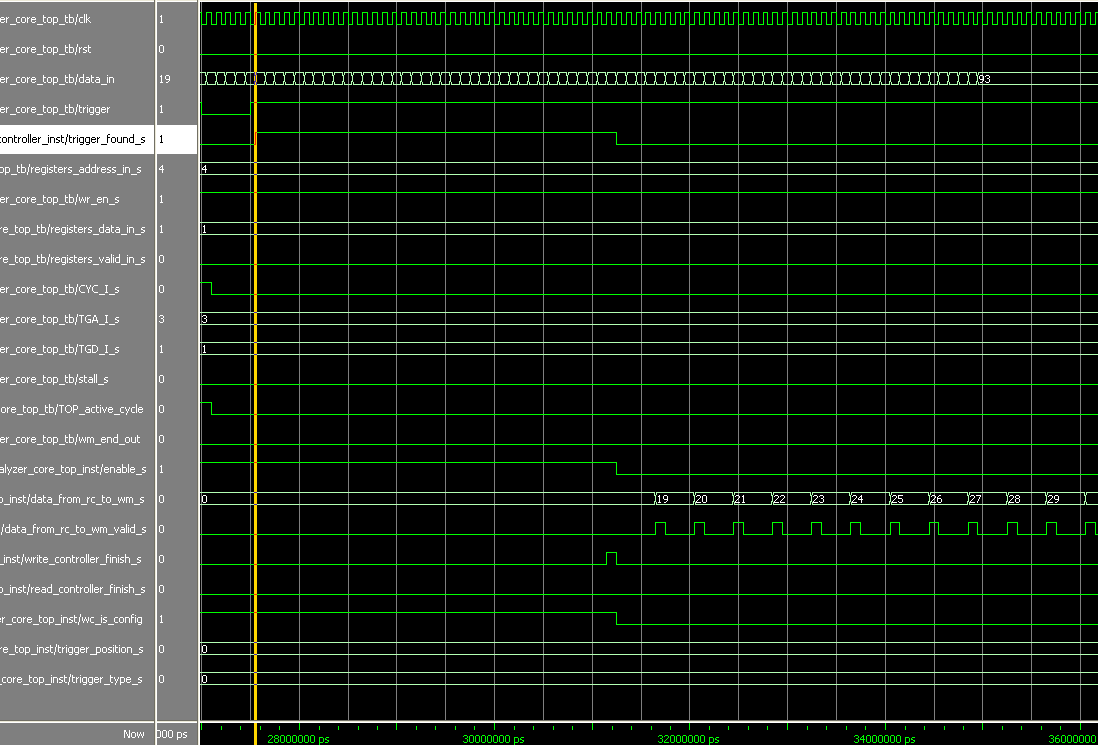 er_core_top_tb/clk 1
er_core_top_tb/rst 0
er_core_top_tb/data_in 19 93
er_core_top_tb/trigger 1
controller_inst/trigger_found_s 1
op_tb/registers_address_in_s 4 4
er_core_top_tb/wr_en_s 1
re_top_tb/registers_data_in_s 1 1
re_top_tb/registers_valid_in_s 0
er_core_top_tb/CYC_I_s 0
er_core_top_tb/TGA_I_s 3 3
er_core_top_tb/TGD_I_s 1 1
er_core_top_tb/stall_s 0
ore_top_tb/TOP_active_cycle 0
er_core_top_tb/wm_end_out 0
alyzer_core_top_inst/enable_s 1
p_inst/data_from_rc_to_wm_s 0 0 19 20 21 22 23 24 25 26 27 28 29
/data_from_rc_to_wm_valid_s 0
_inst/write_controller_finish_s 0
p_inst/read_controller_finish_s 0
er_core_top_inst/wc_is_config 1
re_top_inst/trigger_position_s 0 0
_core_top_inst/trigger_type_s 0 0
Now 000 ps 28000000 ps 30000000 ps 32000000 ps 34000000 ps 36000000